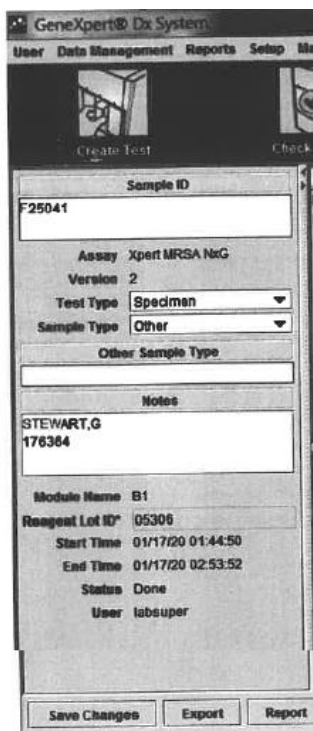 GeneXpert® Dx System
User Data Management Reports Setup
Create Test Check
Sample ID
F25041
Assay Xpert MRSA NxG
Version 2
Test Type Specimen
Sample Type Other
Other Sample Type
Notes
STEWART,G
176364
Module Name B1
Reagent Lot ID* 05306
Start Time 01/17/20 01:44:50
End Time 01/17/20 02:53:52
Status Done
User labsuper
Save Changes Export Report